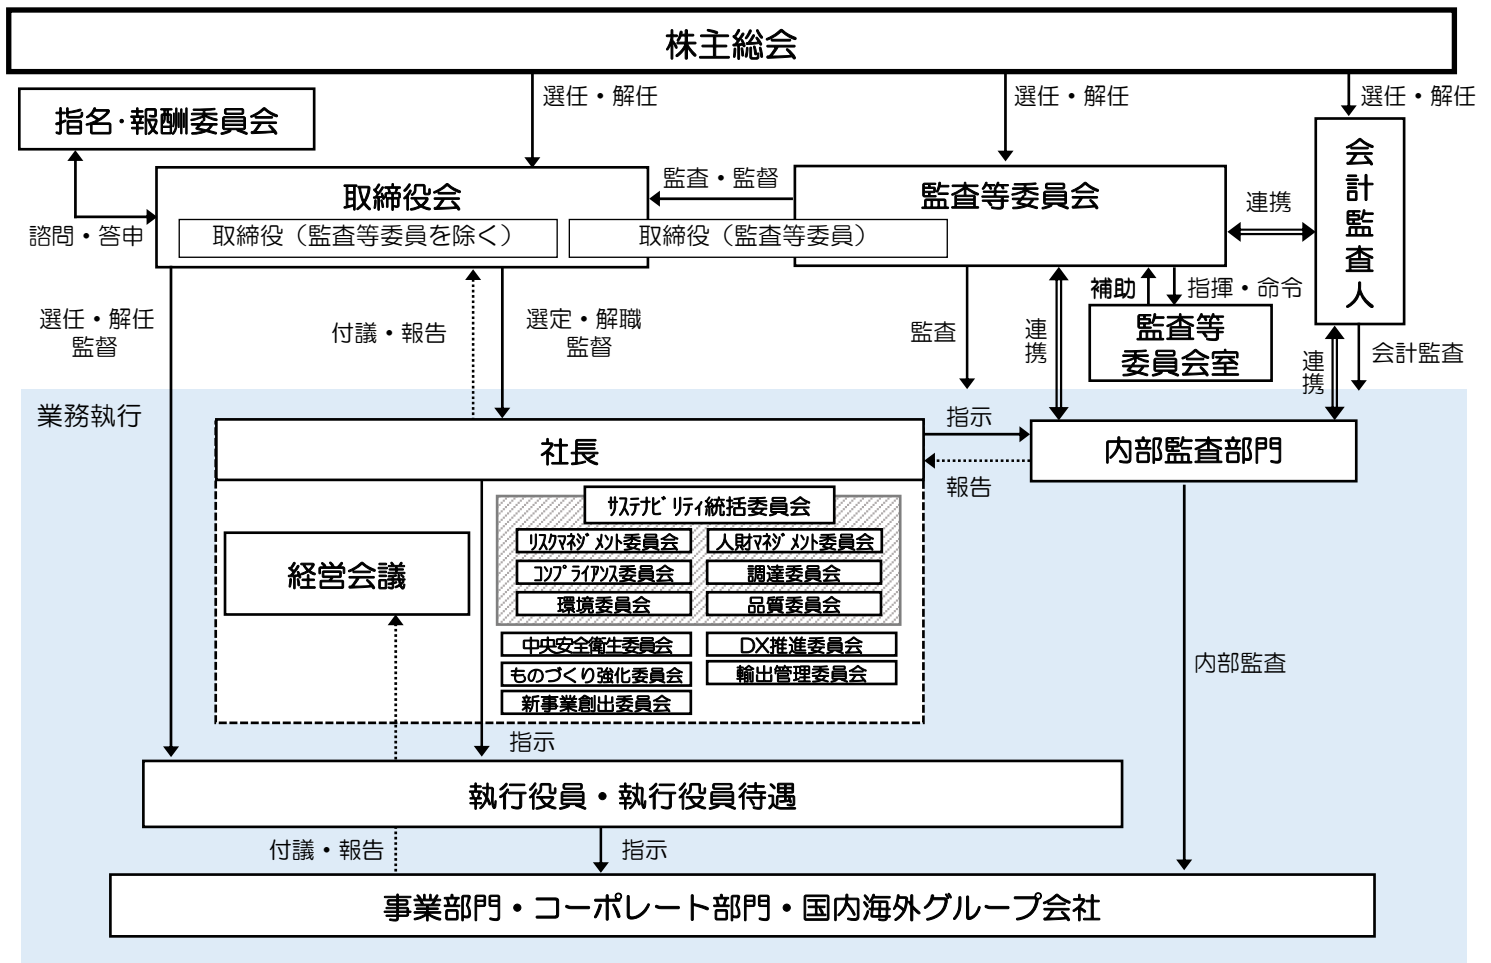 株主総会
選任・解任
選任・解任
選任・解任
指名・報酬委員会
諮問・答申
取締役会
取締役（監査等委員を除く）
取締役（監査等委員）
監査・監督
監査等委員会
連携
会計監査人
選任・解任
監督
付議・報告
選定・解職
監督
監査
連携
補助
指揮・命令
監査等
委員会室
連携
会計監査
業務執行
社長
指示
報告
内部監査部門
経営会議
ｻｽﾃﾅﾋﾞﾘﾃｨ統括委員会
ﾘｽｸﾏﾈｼﾞﾒﾝﾄ委員会
人財ﾏﾈｼﾞﾒﾝﾄ委員会
ｺﾝﾌﾟﾗｲｱﾝｽ委員会
調達委員会
環境委員会
品質委員会
中央安全衛生委員会
DX推進委員会
ものづくり強化委員会
輸出管理委員会
新事業創出委員会
内部監査
指示
執行役員・執行役員待遇
付議・報告
指示
事業部門・コーポレート部門・国内海外グループ会社